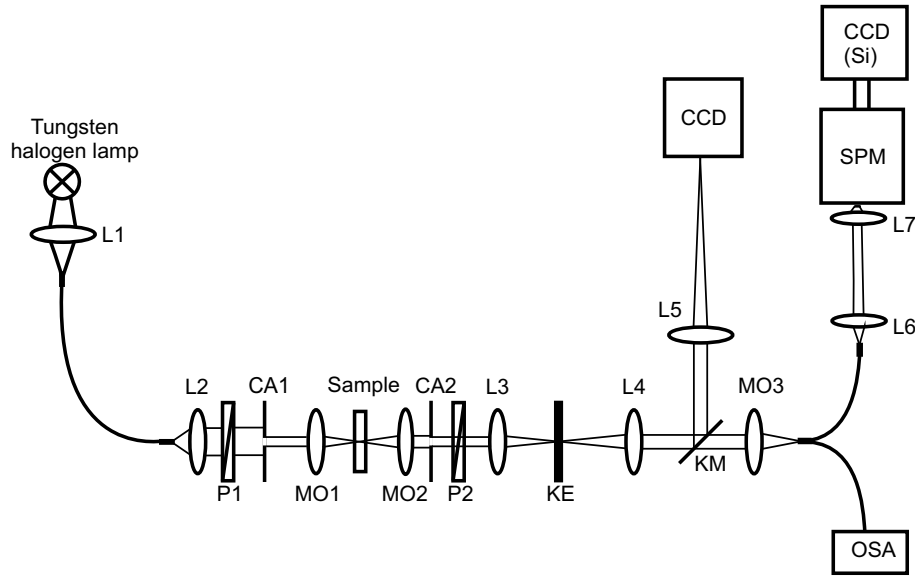 CCD
(Si)
Tungsten
halogen lamp
CCD
SPM
L1
L7
L5
L6
L2
CA1
Sample
CA2
L3
L4
MO3
P1
MO1
MO2
P2
KE
KM
OSA